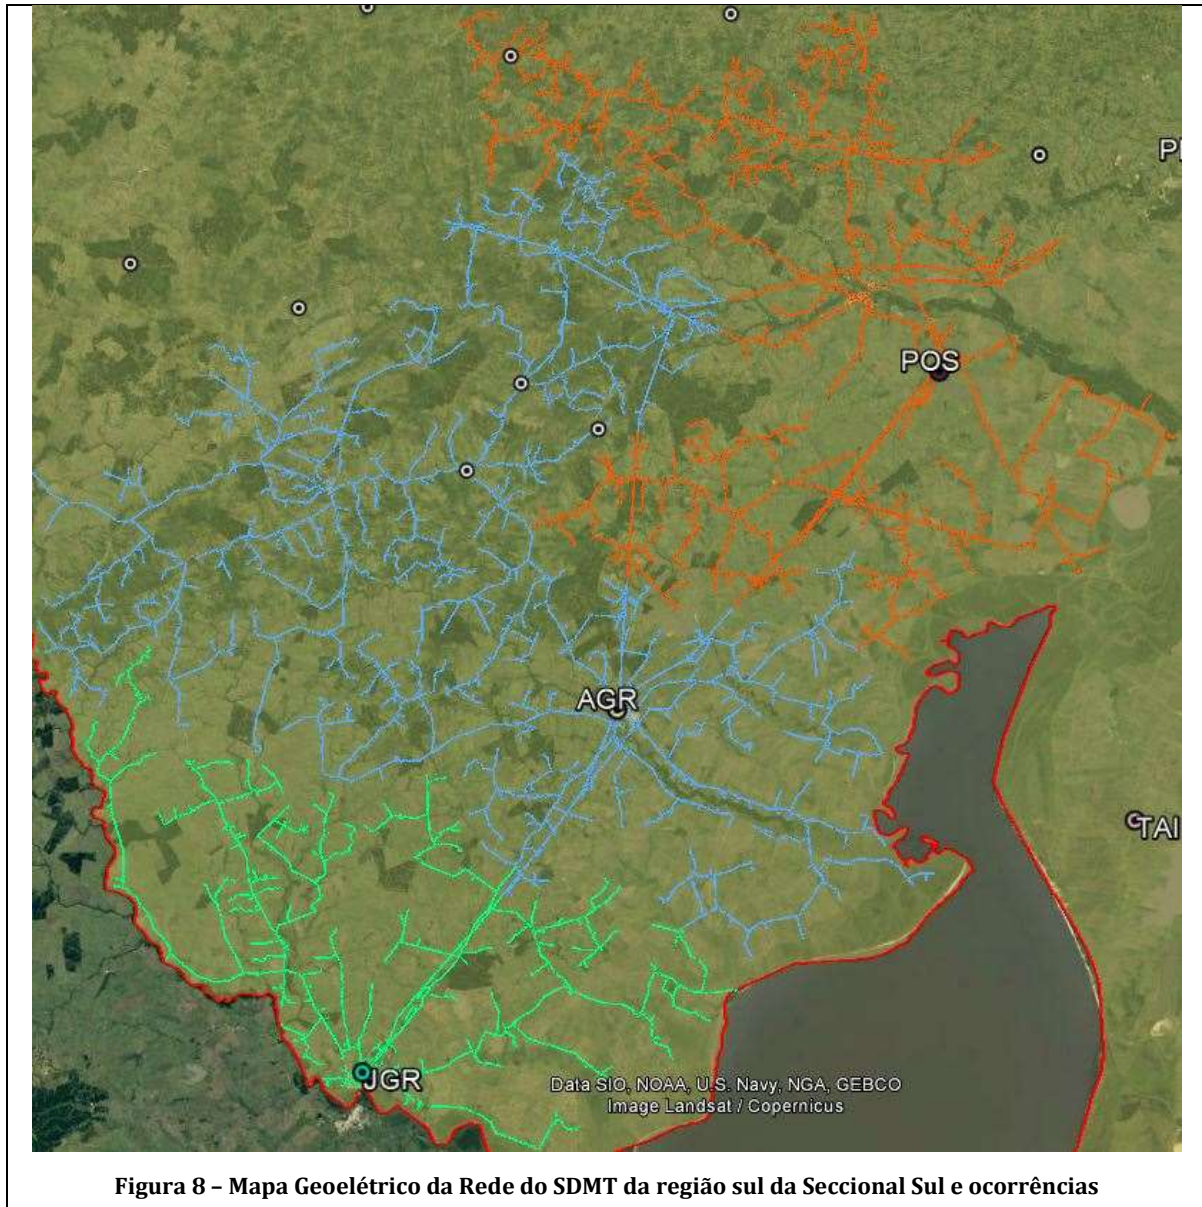 PI
POS
AGR
TAI
JGR
Data SIO, NOAA, U.S. Navy, NGA, GEBCO
Image Landsat / Copernicus
Figura 8 – Mapa Geoelétrico da Rede do SDMT da região sul da Seccional Sul e ocorrências